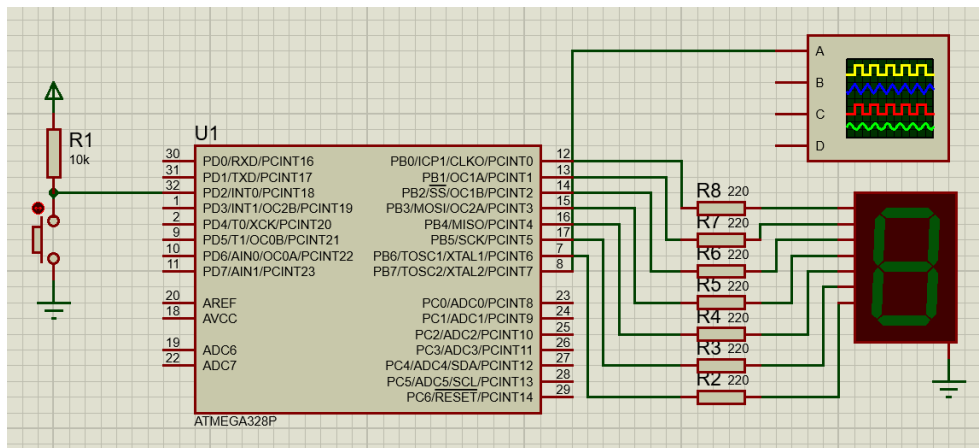 R1
10k
U1
30 PD0/RXD/PCINT16
31 PD1/TXD/PCINT17
32 PD2/INT0/PCINT18
1 PD3/INT1/OC2B/PCINT19
2 PD4/T0/XCK/PCINT20
9 PD5/T1/OC0B/PCINT21
10 PD6/AIN0/OC0A/PCINT22
11 PD7/AIN1/PCINT23
20 AREF
18 AVCC
19 ADC6
22 ADC7
PB0/ICP1/CLKO/PCINT0 12
PB1/OC1A/PCINT1 13
PB2/SS/OC1B/PCINT2 14
PB3/MOSI/OC2A/PCINT3 15
PB4/MISO/PCINT4 16
PB5/SCK/PCINT5 17
PB6/TOSC1/XTAL1/PCINT6 7
PB7/TOSC2/XTAL2/PCINT7 8
PC0/ADC0/PCINT8 23
PC1/ADC1/PCINT9 24
PC2/ADC2/PCINT10 25
PC3/ADC3/PCINT11 26
PC4/ADC4/SDA/PCINT12 27
PC5/ADC5/SCL/PCINT13 28
PC6/RESET/PCINT14 29
ATMEGA328P
A
B
C
D
R8 220
R7 220
R6 220
R5 220
R4 220
R3 220
R2 220